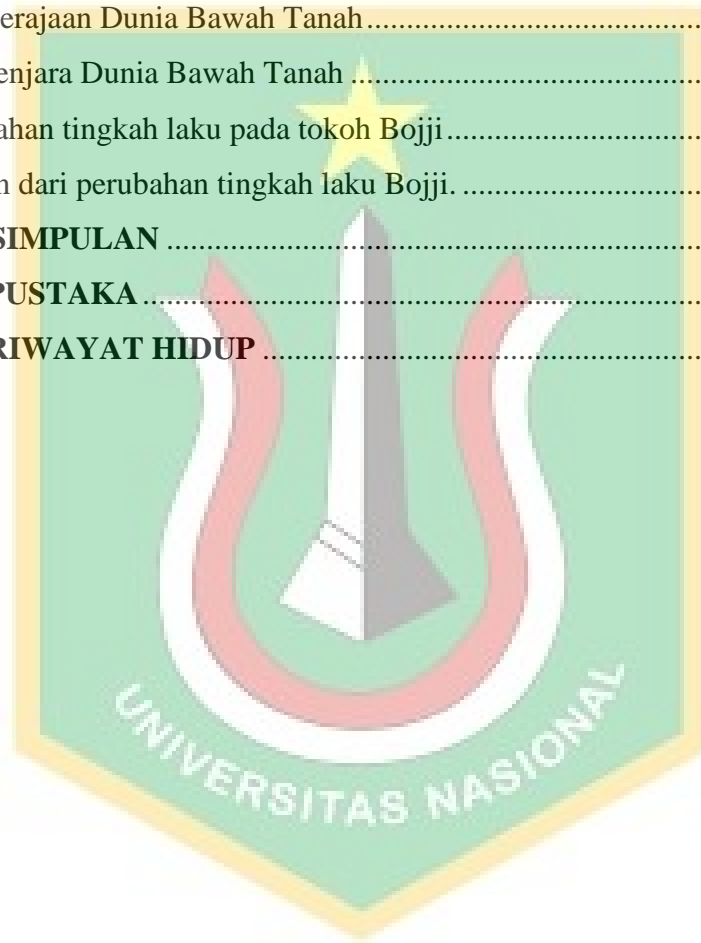 erajaan Dunia Bawah Tanah
enjara Dunia Bawah Tanah
ahan tingkah laku pada tokoh Bojji
n dari perubahan tingkah laku Bojji.
SIMPULAN
PUSTAKA
RIWAYAT HIDUP
UNIVERSITAS NASIONAL